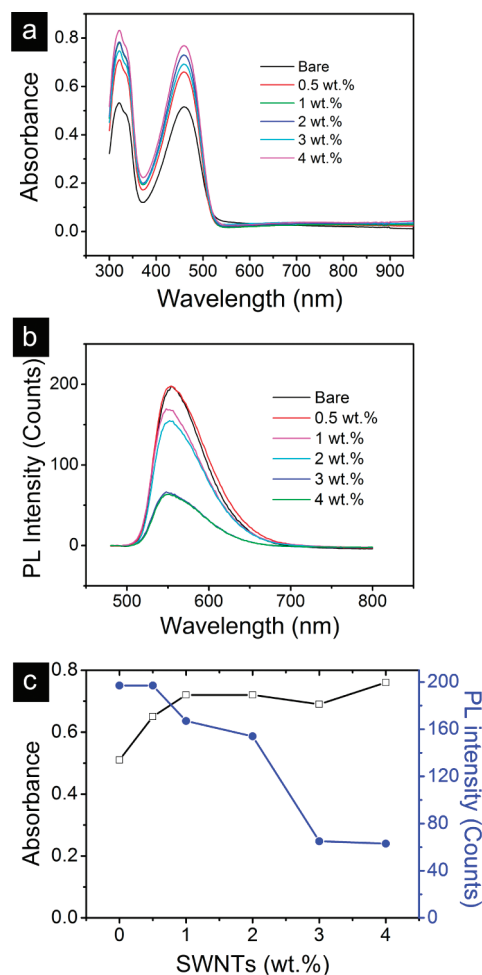 a
0.8
0.6
0.4
0.2
0.0
Absorbance
Bare
0.5 wt.%
1 wt.%
2 wt.%
3 wt.%
4 wt.%
300 400 500 600 700 800 900
Wavelength (nm)
b
200
100
0
PL Intensity (Counts)
Bare
0.5 wt.%
1 wt.%
2 wt.%
3 wt.%
4 wt.%
500 600 700 800
Wavelength (nm)
c
0.8
0.6
0.4
0.2
0.0
Absorbance
200
160
120
80
40
0
PL intensity (Counts)
0 1 2 3 4
SWNTs (wt.%)